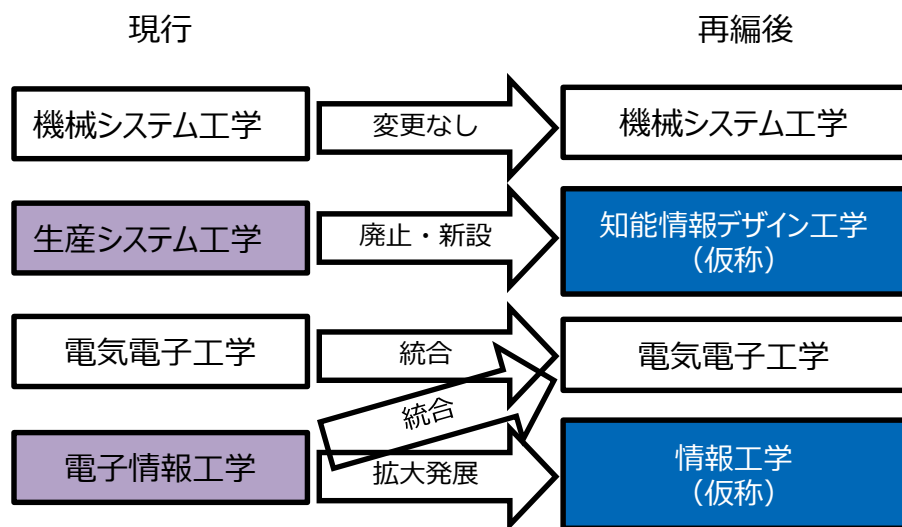 現行
再編後
機械システム工学
変更なし
機械システム工学
生産システム工学
廃止・新設
知能情報デザイン工学
（仮称）
電気電子工学
統合
電気電子工学
統合
電子情報工学
拡大発展
情報工学
（仮称）